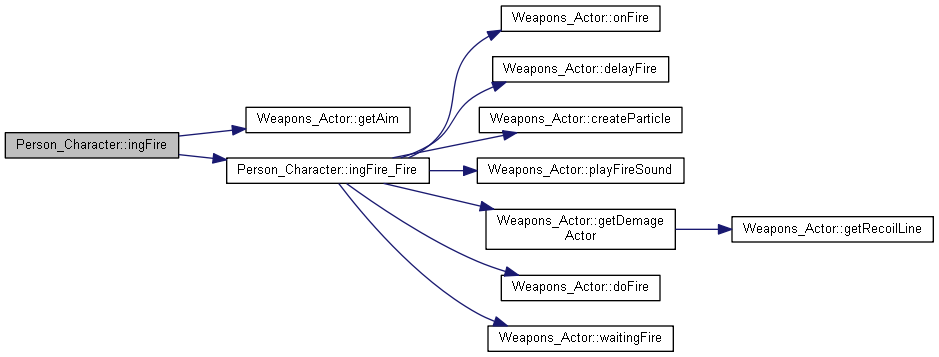 Person_Character::ingFire
Weapons_Actor::getAim
Person_Character::ingFire_Fire
Weapons_Actor::onFire
Weapons_Actor::delayFire
Weapons_Actor::createParticle
Weapons_Actor::playFireSound
Weapons_Actor::getDemage
Actor
Weapons_Actor::getRecoilLine
Weapons_Actor::doFire
Weapons_Actor::waitingFire